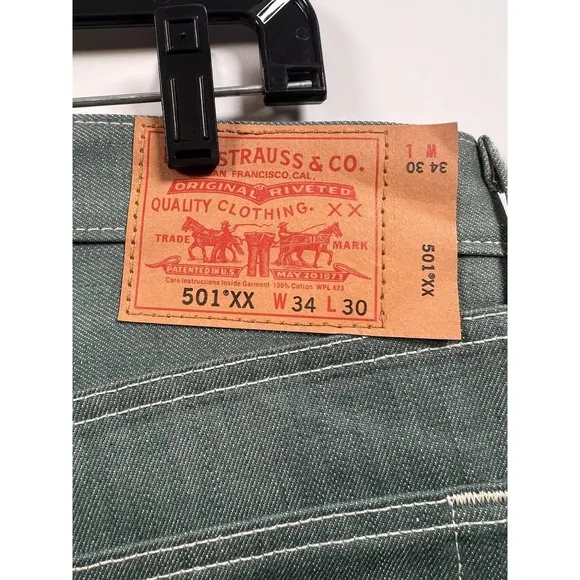 STRAUSS & CO.
SAN FRANCISCO, CAL.
ORIGINAL RIVETED
QUALITY CLOTHING. XX
TRADE MARK
PATENTED IN U.S. MAY 20 1873
Care Instructions Inside Garment 100% Cotton WPL 423
501®XX W 34 L 30
W L
34 30
501®XX